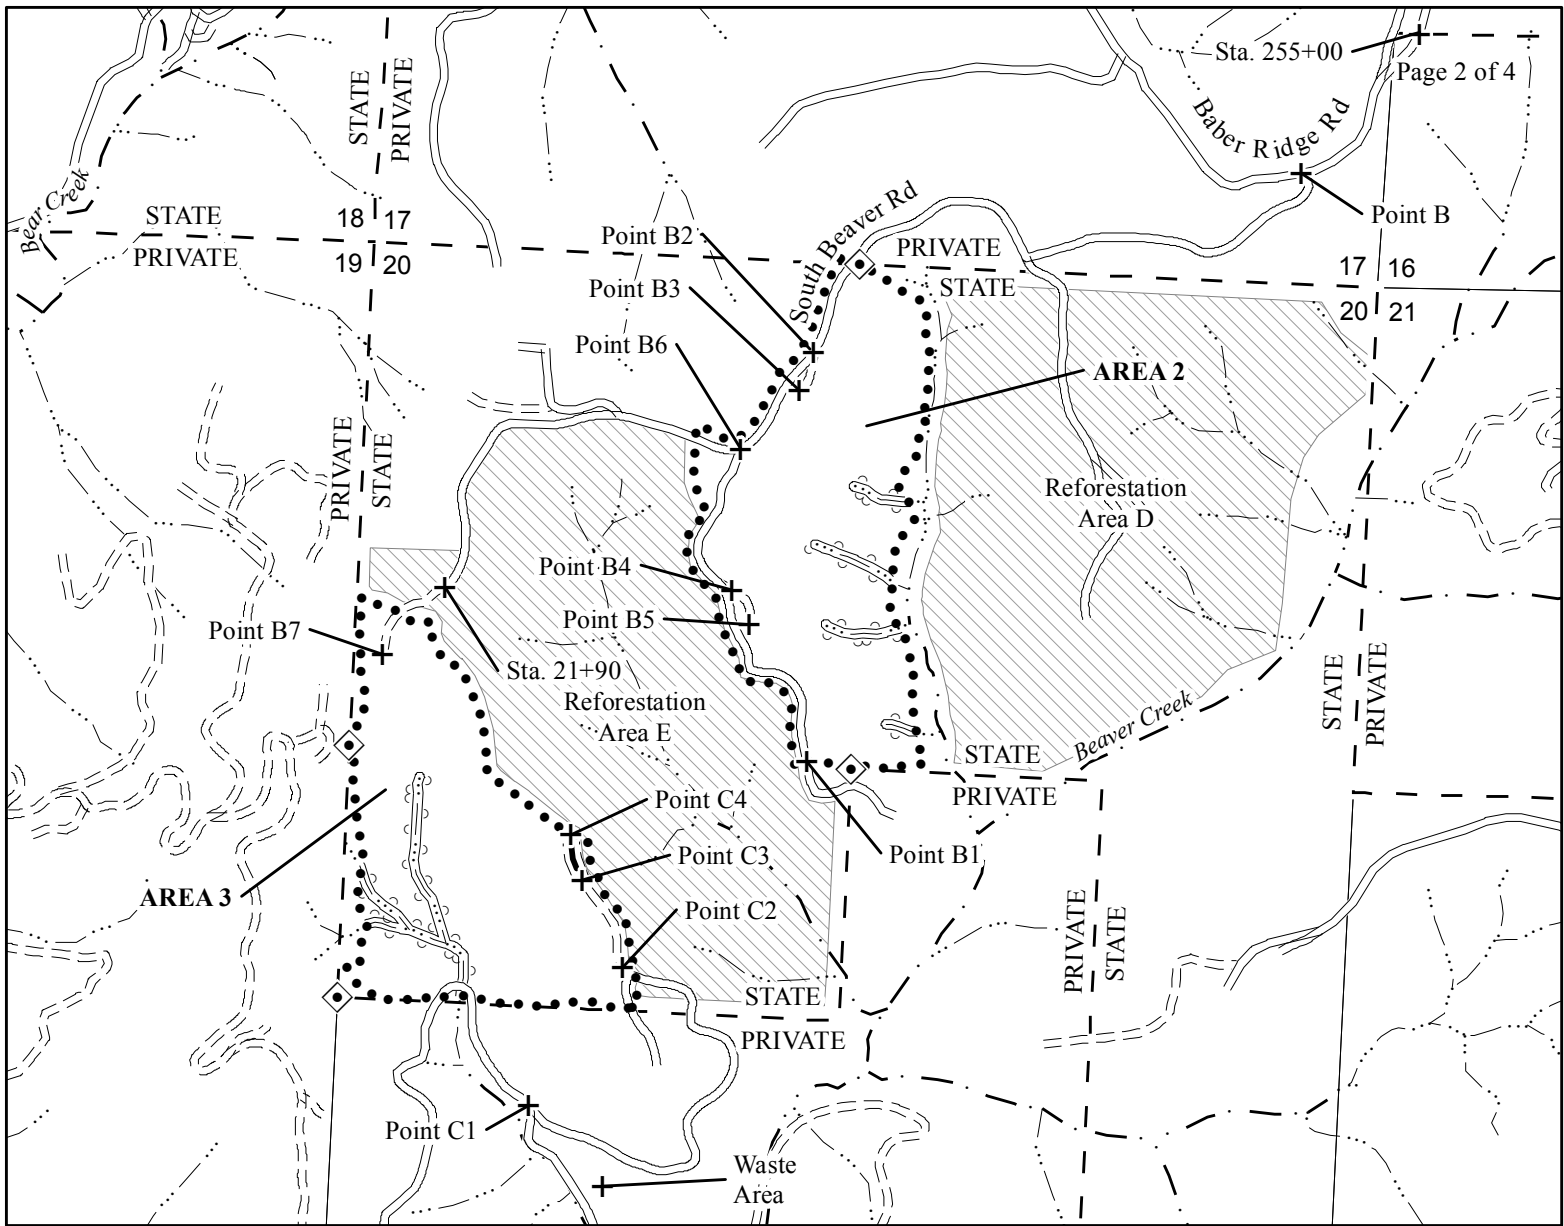 Sta. 255+00
Page 2 of 4
Baber Ridge Rd
STATE
PRIVATE
Bear Creek
STATE
PRIVATE
18 17
19 20
South Beaver Rd
Point B
Point B2
PRIVATE
STATE
17 16
20 21
Point B3
Point B6
AREA 2
PRIVATE
STATE
Reforestation
Area D
Point B4
Point B5
Point B7
Sta. 21+90
Reforestation
Area E
STATE
PRIVATE
Beaver Creek
STATE
PRIVATE
Point C4
Point C3
Point B1
AREA 3
Point C2
PRIVATE
STATE
STATE
PRIVATE
Point C1
Waste
Area